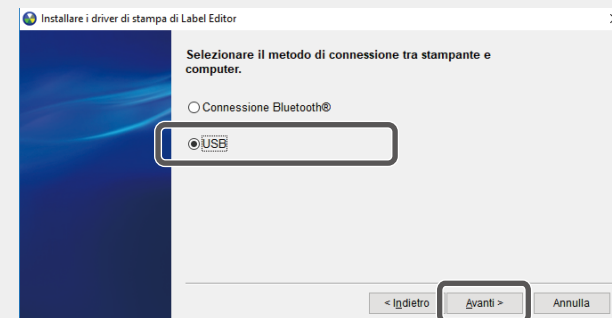 Installare i driver di stampa di Label Editor
Selezionare il metodo di connessione tra stampante e
computer.
Connessione Bluetooth®
USB
< Indietro
Avanti >
Annulla